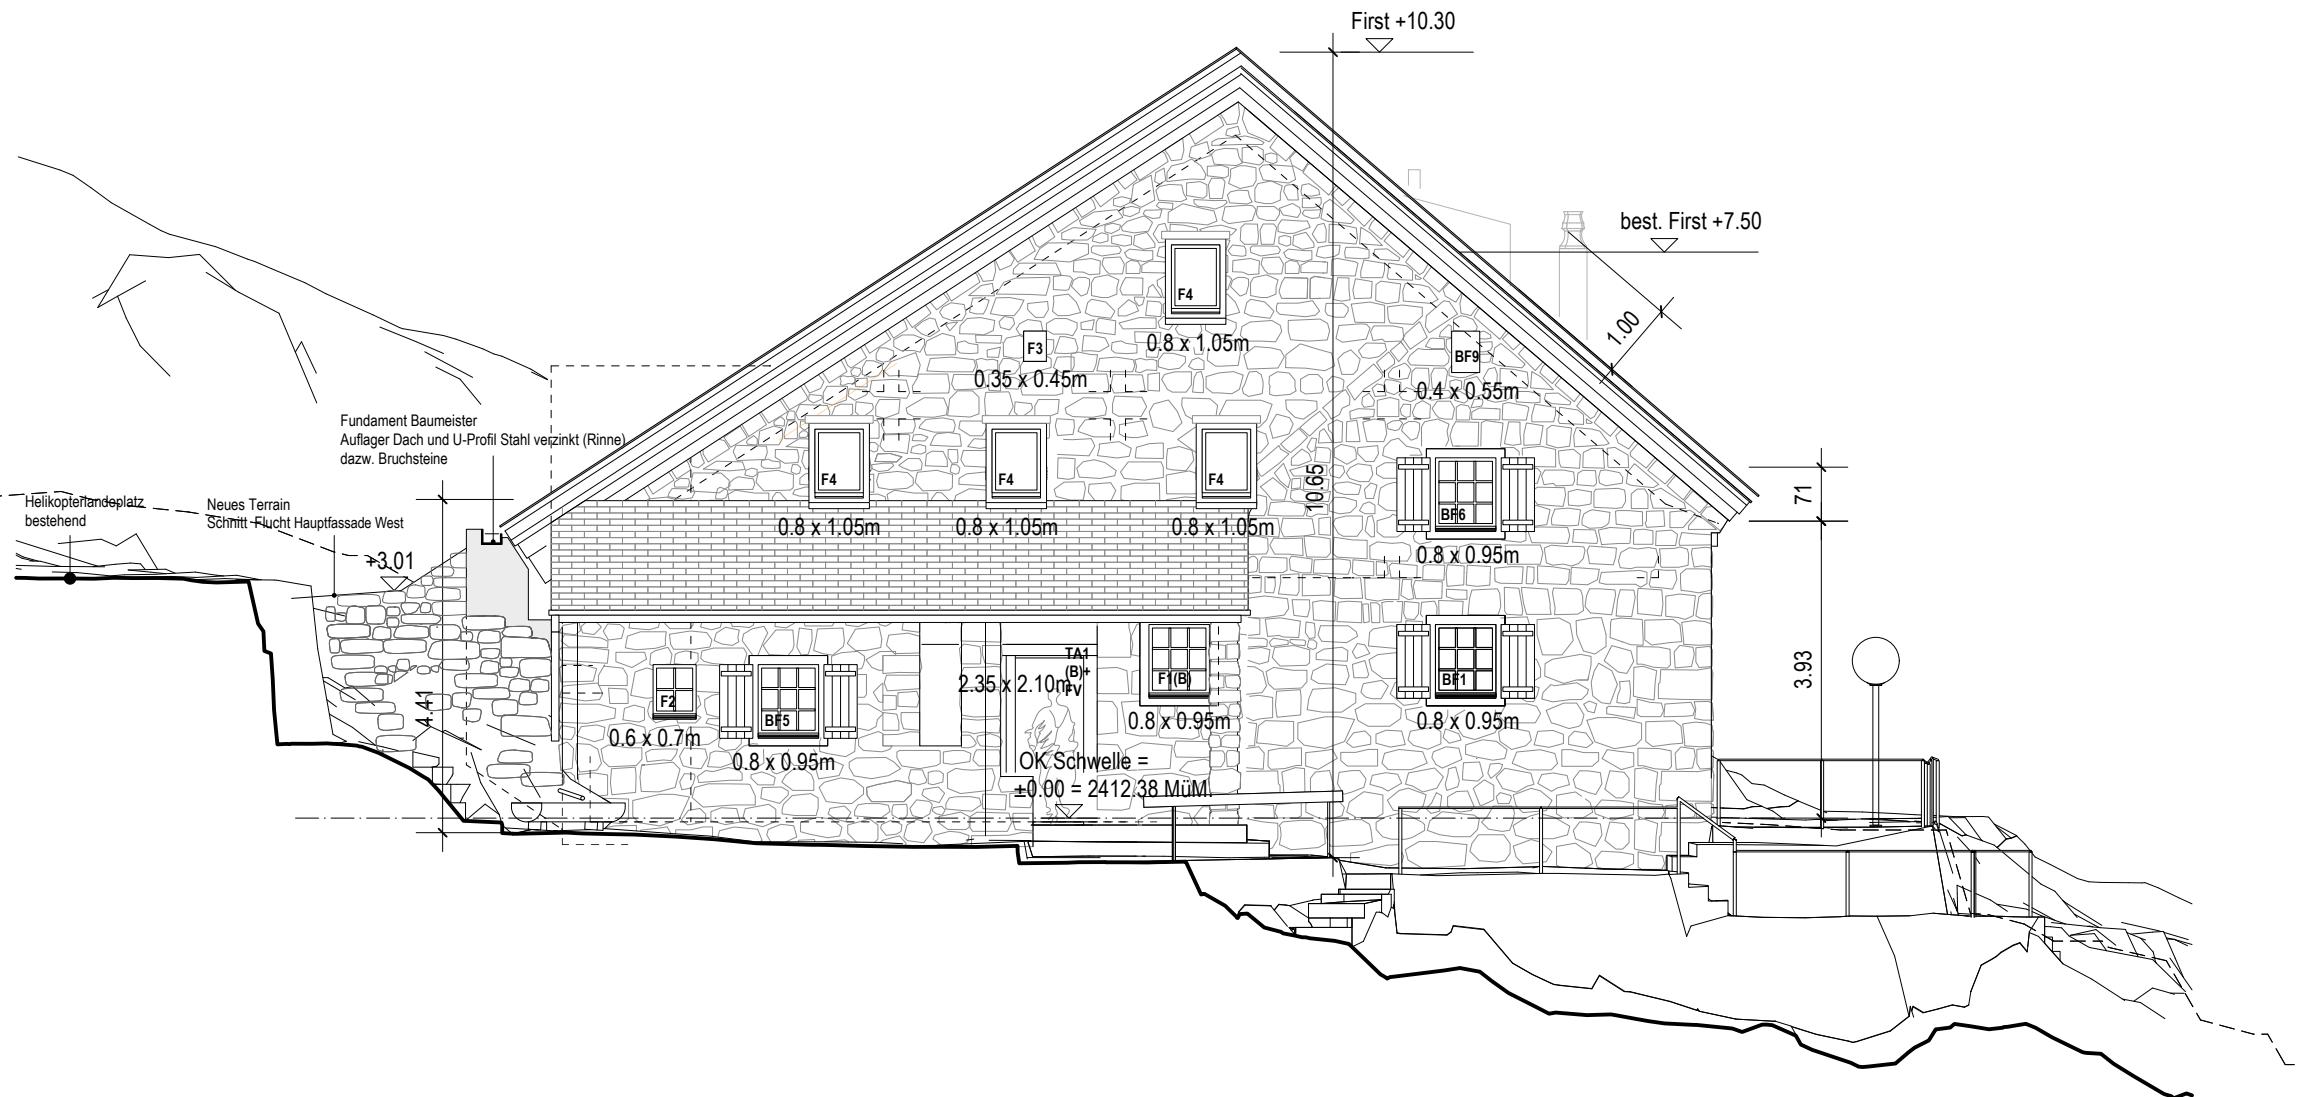 First +10.30
best. First +7.50
1.00
F4
0.8 x 1.05m
F3
0.35 x 0.45m
BF9
0.4 x 0.55m
Fundament Baumeister
Auflager Dach und U-Profil Stahl verzinkt (Rinne)
dazw. Bruchsteine
F4
F4
F4
0.8 x 1.05m
0.8 x 1.05m
0.8 x 1.05m
10.65
BF6
0.8 x 0.95m
71
Helikopterlandeplatz
bestehend
Neues Terrain
Schnitt Flucht Hauptfassade West
+3.01
4.41
3.93
F2
0.6 x 0.7m
BF5
0.8 x 0.95m
2.35 x 2.10m
TA1
(B)+
FV
F1(B)
0.8 x 0.95m
BF1
0.8 x 0.95m
OK Schwelle =
±0.00 = 2412.38 MüM.